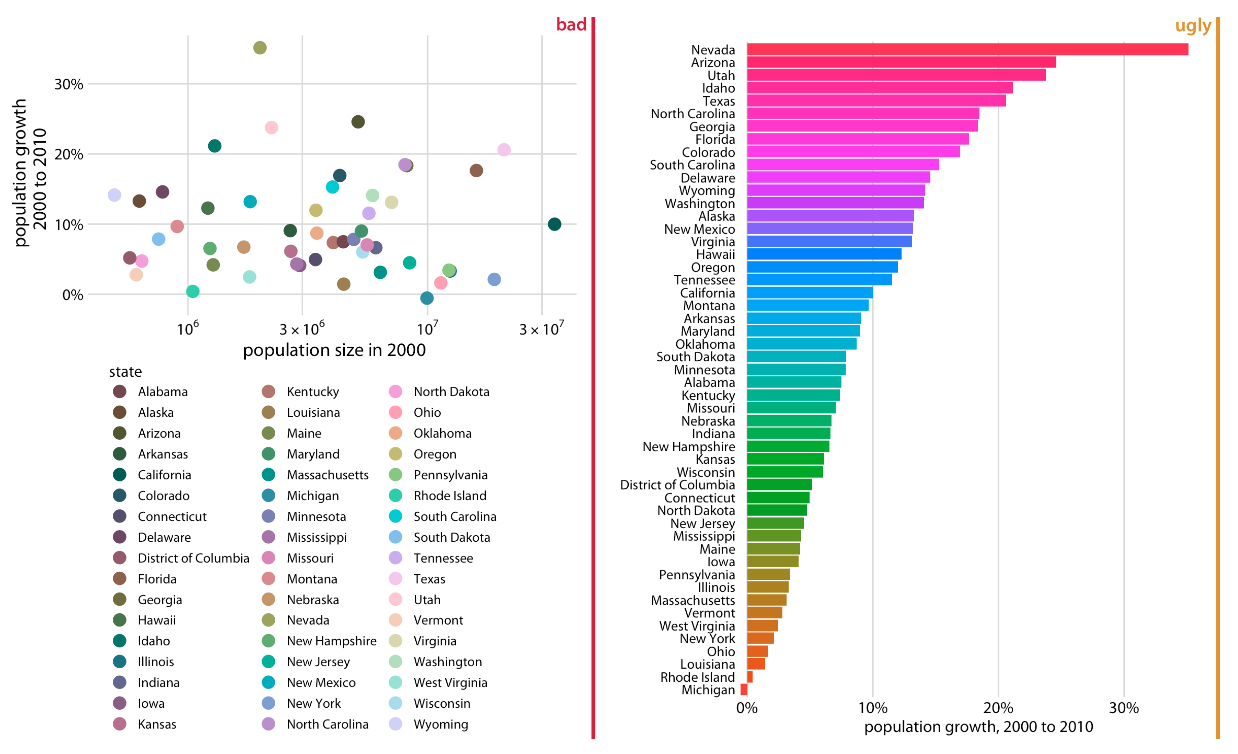 bad
population growth
2000 to 2010
30%
20%
10%
0%
10⁶
3 × 10⁶
10⁷
3 × 10⁷
population size in 2000
state
Alabama
Alaska
Arizona
Arkansas
California
Colorado
Connecticut
Delaware
District of Columbia
Florida
Georgia
Hawaii
Idaho
Illinois
Indiana
Iowa
Kansas
Kentucky
Louisiana
Maine
Maryland
Massachusetts
Michigan
Minnesota
Mississippi
Missouri
Montana
Nebraska
Nevada
New Hampshire
New Jersey
New Mexico
New York
North Carolina
North Dakota
Ohio
Oklahoma
Oregon
Pennsylvania
Rhode Island
South Carolina
South Dakota
Tennessee
Texas
Utah
Vermont
Virginia
Washington
West Virginia
Wisconsin
Wyoming
ugly
Nevada
Arizona
Utah
Idaho
Texas
North Carolina
Georgia
Florida
Colorado
South Carolina
Delaware
Wyoming
Washington
Alaska
New Mexico
Virginia
Hawaii
Oregon
Tennessee
California
Montana
Arkansas
Maryland
Oklahoma
South Dakota
Minnesota
Alabama
Kentucky
Missouri
Nebraska
Indiana
New Hampshire
Kansas
Wisconsin
District of Columbia
Connecticut
North Dakota
New Jersey
Mississippi
Maine
Iowa
Pennsylvania
Illinois
Massachusetts
Vermont
West Virginia
New York
Ohio
Louisiana
Rhode Island
Michigan
0%
10%
20%
30%
population growth, 2000 to 2010